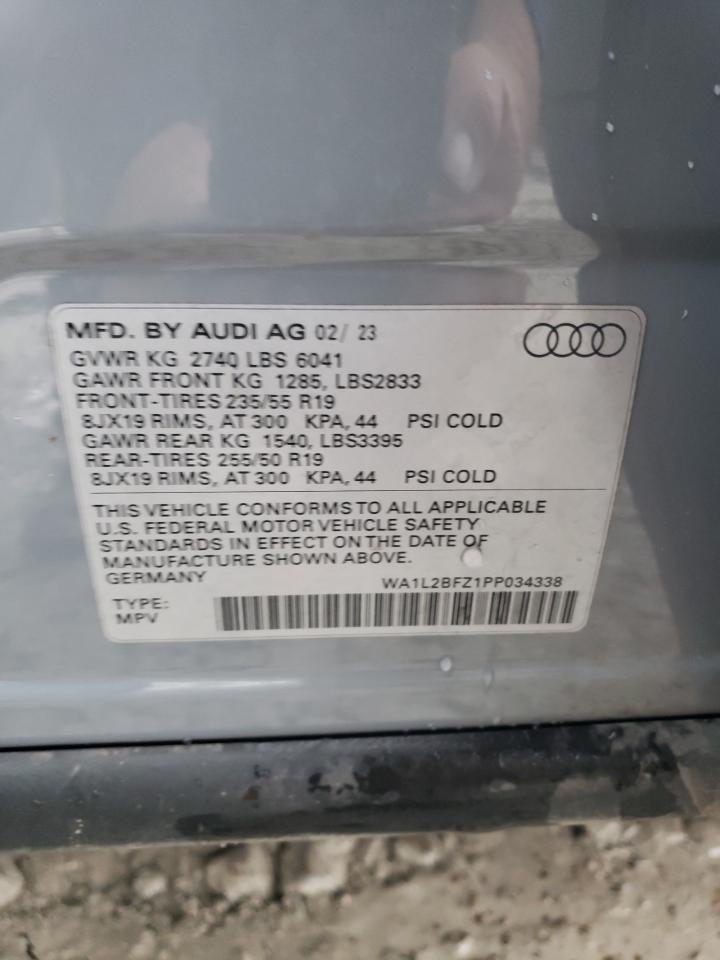 MFD. BY AUDI AG 02/ 23
GVWR KG 2740 LBS 6041
GAWR FRONT KG 1285, LBS2833
FRONT-TIRES 235/55 R19
8JX19 RIMS, AT 300 KPA, 44 PSI COLD
GAWR REAR KG 1540, LBS3395
REAR-TIRES 255/50 R19
8JX19 RIMS, AT 300 KPA, 44 PSI COLD
THIS VEHICLE CONFORMS TO ALL APPLICABLE
U.S. FEDERAL MOTOR VEHICLE SAFETY
STANDARDS IN EFFECT ON THE DATE OF
MANUFACTURE SHOWN ABOVE.
GERMANY WA1L2BFZ1PP034338
TYPE:
MPV